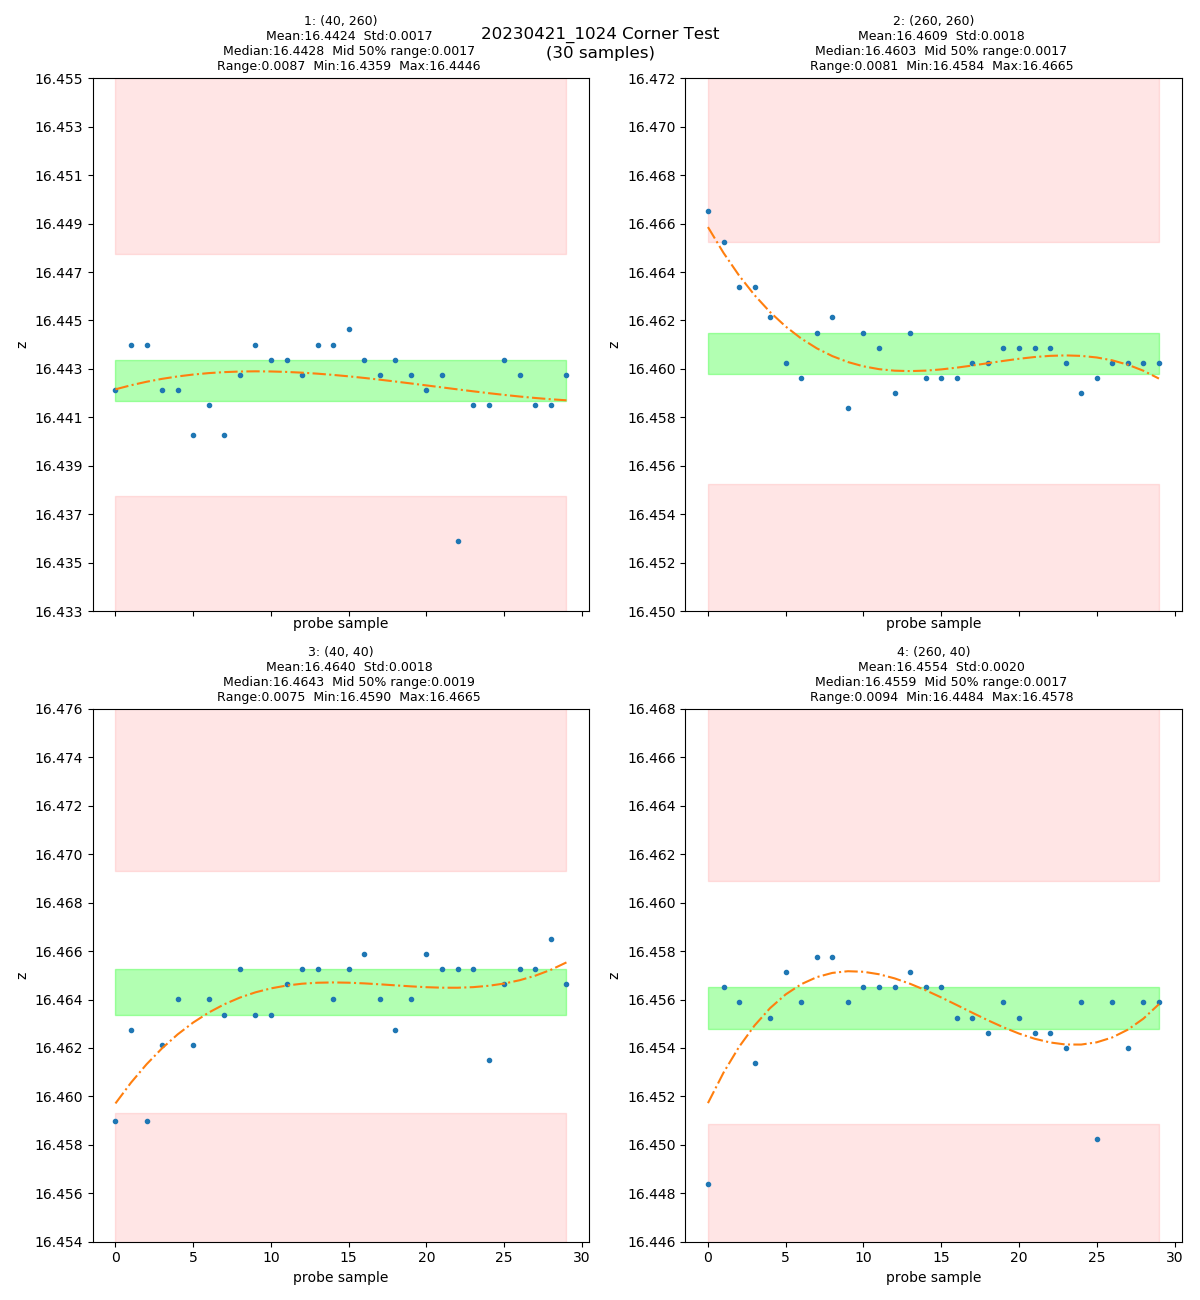 20230421_1024 Corner Test
(30 samples)
1: (40, 260)
Mean:16.4424  Std:0.0017
Median:16.4428  Mid 50% range:0.0017
Range:0.0087  Min:16.4359  Max:16.4446
16.455
16.453
16.451
16.449
16.447
16.445
16.443
16.441
16.439
16.437
16.435
16.433
z
probe sample
2: (260, 260)
Mean:16.4609  Std:0.0018
Median:16.4603  Mid 50% range:0.0017
Range:0.0081  Min:16.4584  Max:16.4665
16.472
16.470
16.468
16.466
16.464
16.462
16.460
16.458
16.456
16.454
16.452
16.450
z
probe sample
3: (40, 40)
Mean:16.4640  Std:0.0018
Median:16.4643  Mid 50% range:0.0019
Range:0.0075  Min:16.4590  Max:16.4665
16.476
16.474
16.472
16.470
16.468
16.466
16.464
16.462
16.460
16.458
16.456
16.454
z
0 5 10 15 20 25 30
probe sample
4: (260, 40)
Mean:16.4554  Std:0.0020
Median:16.4559  Mid 50% range:0.0017
Range:0.0094  Min:16.4484  Max:16.4578
16.468
16.466
16.464
16.462
16.460
16.458
16.456
16.454
16.452
16.450
16.448
16.446
z
0 5 10 15 20 25 30
probe sample